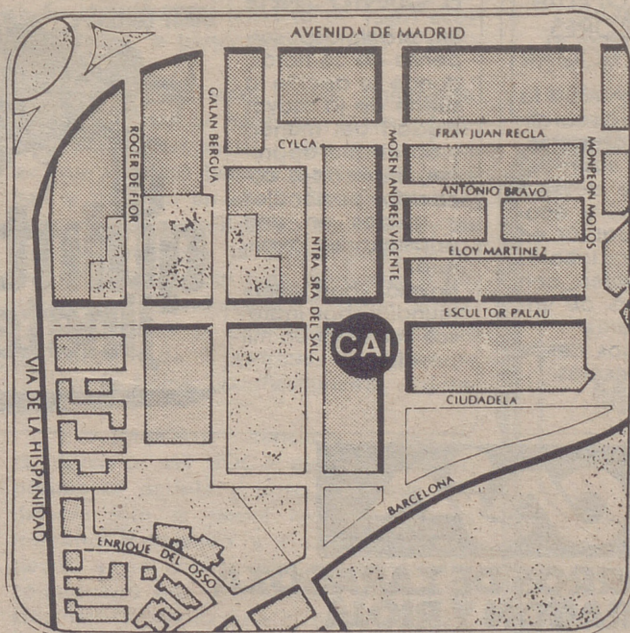 AVENIDA DE MADRID
ROGER DE FLOR
GALAN BERGUA
CYLCA
MOSEN ANDRES VICENTE
FRAY JUAN REGLA
MONPEON MOTOS
ANTONIO BRAVO
ELOY MARTINEZ
NTRA SRA DEL SALZ
ESCULTOR PALAU
CAI
VIA DE LA HISPANIDAD
CIUDADELA
BARCELONA
ENRIQUE DEL OSSO